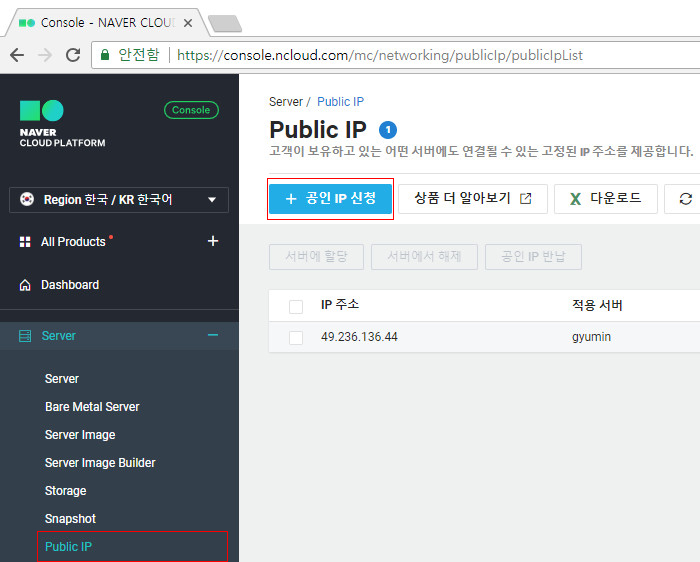 Console - NAVER CLOU
안전함
https://console.ncloud.com/mc/networking/publicIp/publicIpList
NAVER
CLOUD PLATFORM
Console
Region 한국 / KR 한국어
All Products
Dashboard
Server
Server
Bare Metal Server
Server Image
Server Image Builder
Storage
Snapshot
Public IP
Server / Public IP
Public IP 1
고객이 보유하고 있는 어떤 서버에도 연결될 수 있는 고정된 IP 주소를 제공합니다.
+ 공인 IP 신청
상품 더 알아보기
다운로드
서버에 할당
서버에서 해제
공인 IP 반납
IP 주소
적용 서버
49.236.136.44
gyumin